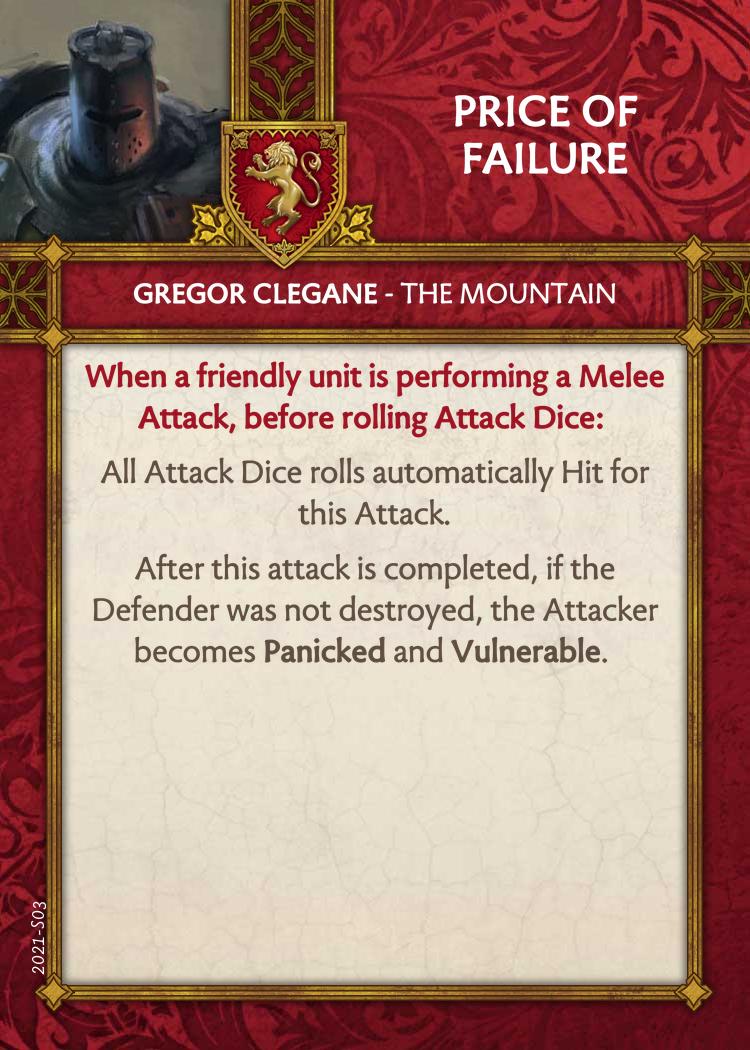 PRICE OF
FAILURE
GREGOR CLEGANE - THE MOUNTAIN
When a friendly unit is performing a Melee
Attack, before rolling Attack Dice:
All Attack Dice rolls automatically Hit for
this Attack.
After this attack is completed, if the
Defender was not destroyed, the Attacker
becomes Panicked and Vulnerable.
2021-S03